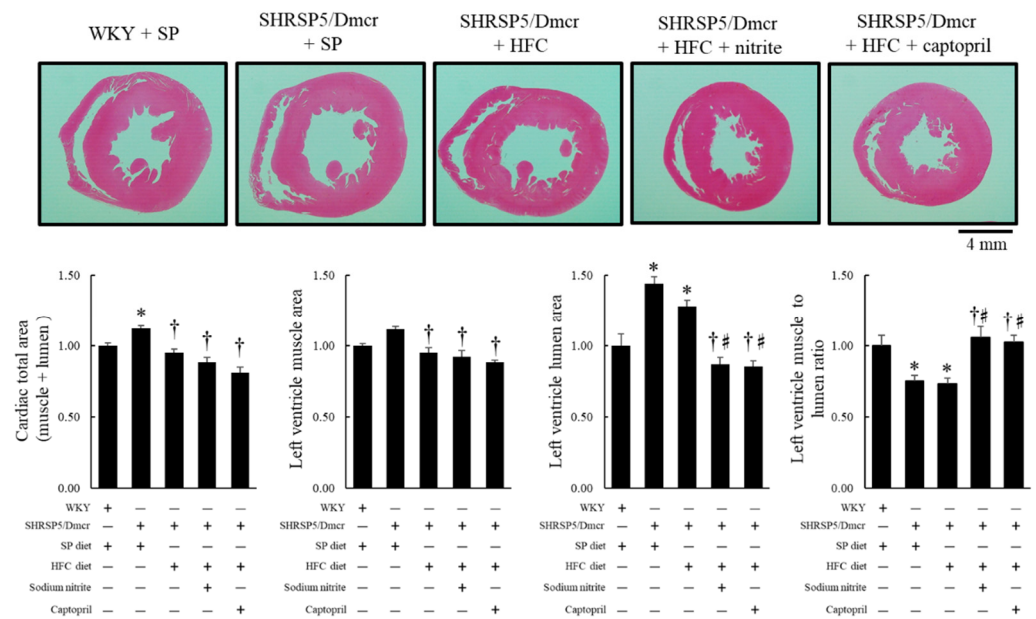 WKY + SP
SHRSP5/Dmcr
+ SP
SHRSP5/Dmcr
+ HFC
SHRSP5/Dmcr
+ HFC + nitrite
SHRSP5/Dmcr
+ HFC + captopril
4 mm
Cardiac total area
(muscle + lumen)
1.50
1.00
0.50
0.00
*
†
†
†
WKY + — — — —
SHRSP5/Dmcr — + + + +
SP diet + + — — —
HFC diet — — + + +
Sodium nitrite — — — + —
Captopril — — — — +
Left ventricle muscle area
1.50
1.00
0.50
0.00
†
†
†
WKY + — — — —
SHRSP5/Dmcr — + + + +
SP diet + + — — —
HFC diet — — + + +
Sodium nitrite — — — + —
Captopril — — — — +
Left ventricle lumen area
1.50
1.00
0.50
0.00
*
*
†♯
†♯
WKY + — — — —
SHRSP5/Dmcr — + + + +
SP diet + + — — —
HFC diet — — + + +
Sodium nitrite — — — + —
Captopril — — — — +
Left ventricle muscle to
lumen ratio
1.50
1.00
0.50
0.00
*
*
†♯
†♯
WKY + — — — —
SHRSP5/Dmcr — + + + +
SP diet + + — — —
HFC diet — — + + +
Sodium nitrite — — — + —
Captopril — — — — +